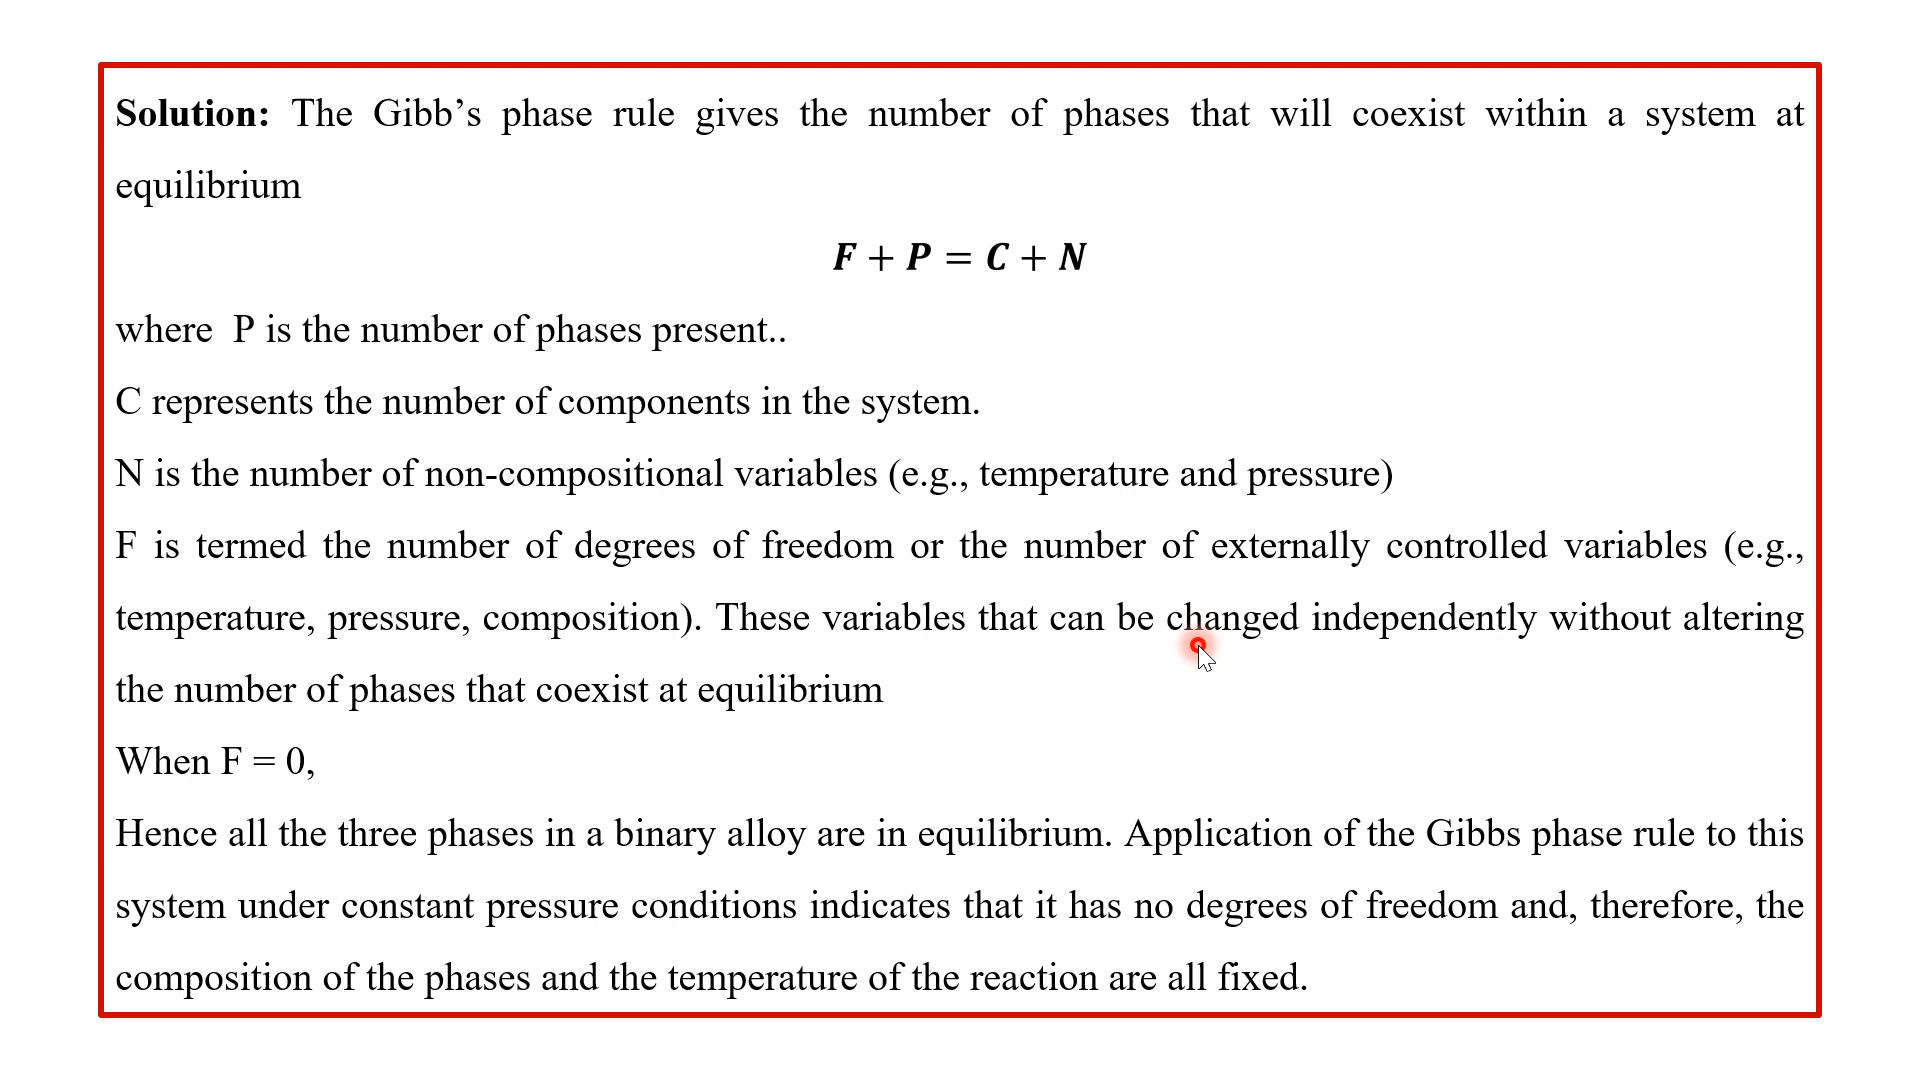 Solution: The Gibb’s phase rule gives the number of phases that will coexist within a system at
equilibrium
F + P = C + N
where  P is the number of phases present..
C represents the number of components in the system.
N is the number of non-compositional variables (e.g., temperature and pressure)
F is termed the number of degrees of freedom or the number of externally controlled variables (e.g.,
temperature, pressure, composition). These variables that can be changed independently without altering
the number of phases that coexist at equilibrium
When F = 0,
Hence all the three phases in a binary alloy are in equilibrium. Application of the Gibbs phase rule to this
system under constant pressure conditions indicates that it has no degrees of freedom and, therefore, the
composition of the phases and the temperature of the reaction are all fixed.